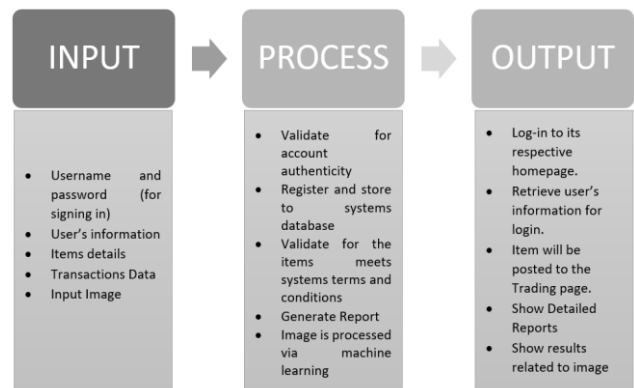 INPUT
PROCESS
OUTPUT
• Username and
password (for
signing in)
• User's information
• Items details
• Transactions Data
• Input Image
• Validate for
account
authenticity
• Register and store
to systems
database
• Validate for the
items meets
systems terms and
conditions
• Generate Report
• Image is processed
via machine
learning
• Log-in to its
respective
homepage.
• Retrieve user's
information for
login.
• Item will be
posted to the
Trading page.
• Show Detailed
Reports
• Show results
related to image